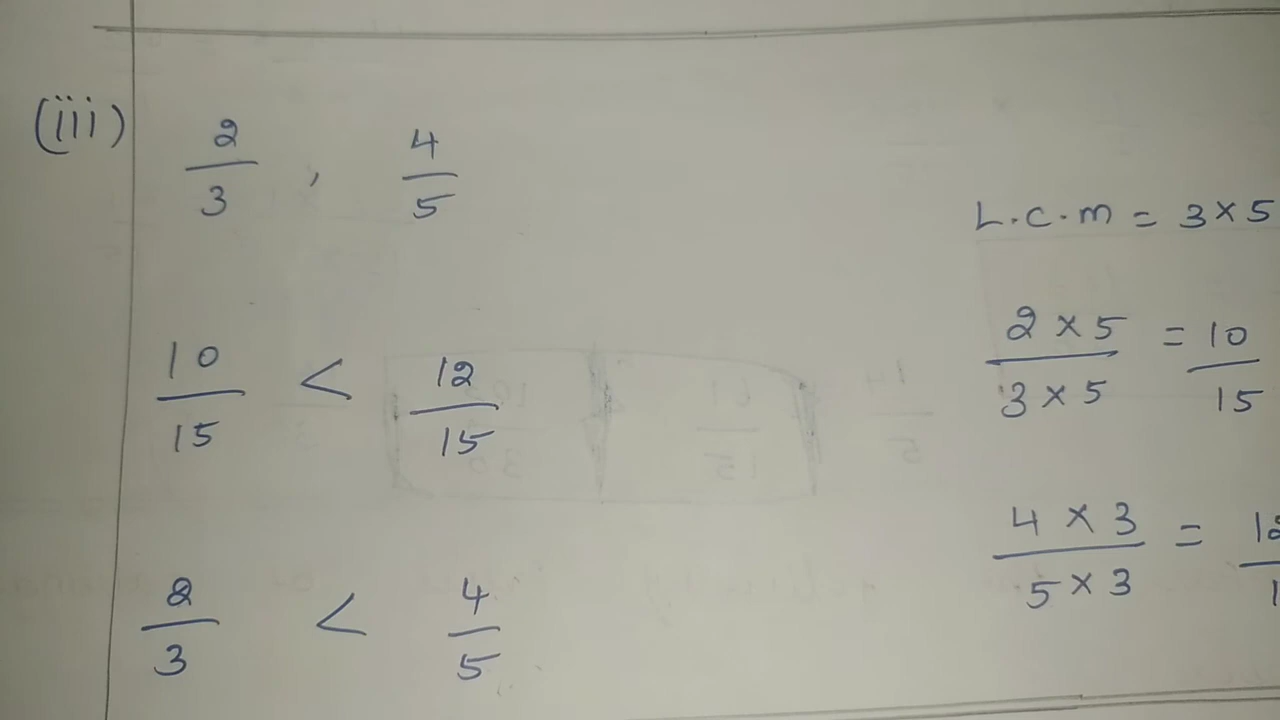 (iii) 2/3 , 4/5
L.C.M = 3 × 5
10/15 < 12/15
2 × 5 / 3 × 5 = 10/15
4 × 3 / 5 × 3 =
2/3 < 4/5